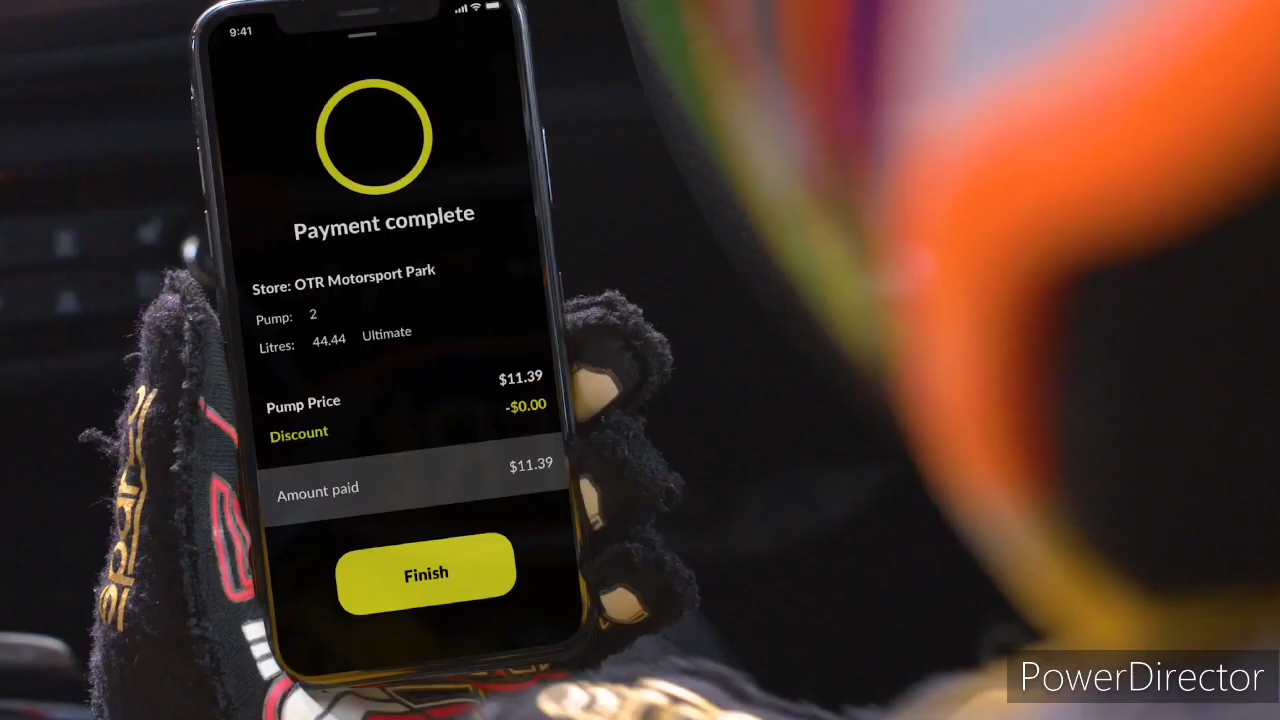 9:41
Payment complete
Store: OTR Motorsport Park
Pump: 2
Litres: 44.44 Ultimate
Pump Price $11.39
Discount -$0.00
Amount paid $11.39
Finish
PowerDirector